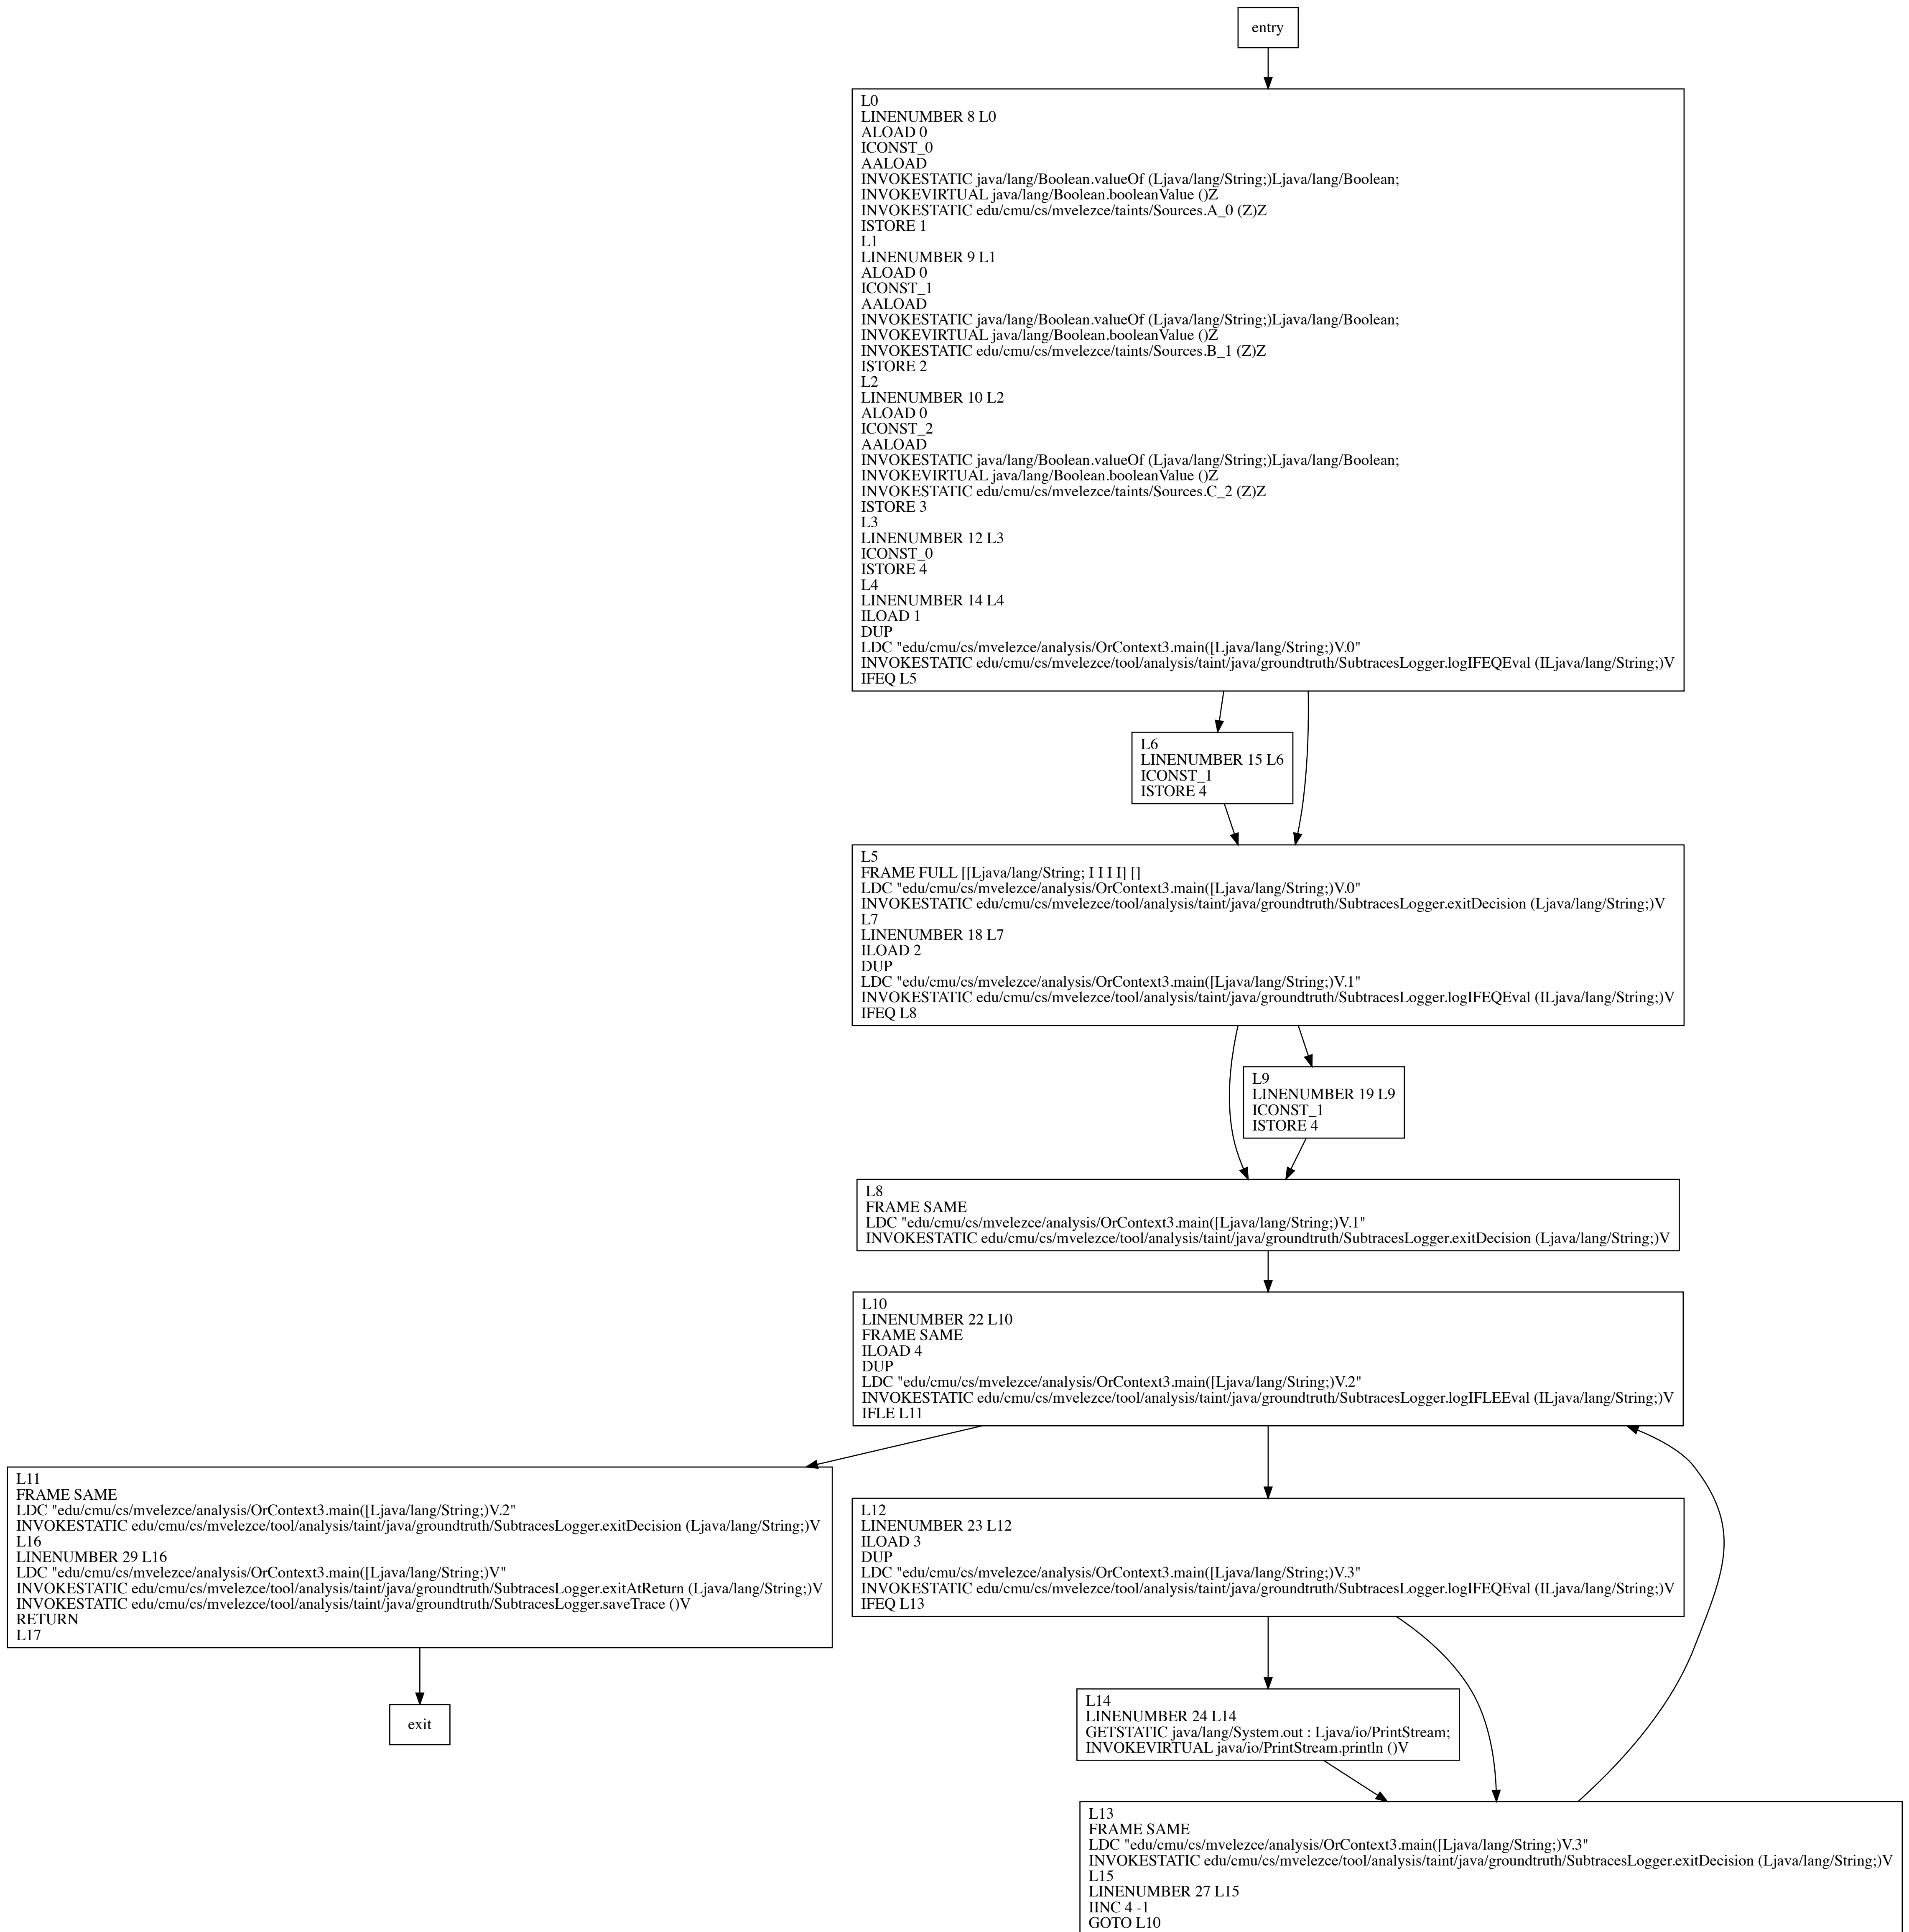 entry
L0
LINENUMBER 8 L0
ALOAD 0
ICONST_0
AALOAD
INVOKESTATIC java/lang/Boolean.valueOf (Ljava/lang/String;)Ljava/lang/Boolean;
INVOKEVIRTUAL java/lang/Boolean.booleanValue ()Z
INVOKESTATIC edu/cmu/cs/mvelezce/taints/Sources.A_0 (Z)Z
ISTORE 1
L1
LINENUMBER 9 L1
ALOAD 0
ICONST_1
AALOAD
INVOKESTATIC java/lang/Boolean.valueOf (Ljava/lang/String;)Ljava/lang/Boolean;
INVOKEVIRTUAL java/lang/Boolean.booleanValue ()Z
INVOKESTATIC edu/cmu/cs/mvelezce/taints/Sources.B_1 (Z)Z
ISTORE 2
L2
LINENUMBER 10 L2
ALOAD 0
ICONST_2
AALOAD
INVOKESTATIC java/lang/Boolean.valueOf (Ljava/lang/String;)Ljava/lang/Boolean;
INVOKEVIRTUAL java/lang/Boolean.booleanValue ()Z
INVOKESTATIC edu/cmu/cs/mvelezce/taints/Sources.C_2 (Z)Z
ISTORE 3
L3
LINENUMBER 12 L3
ICONST_0
ISTORE 4
L4
LINENUMBER 14 L4
ILOAD 1
DUP
LDC "edu/cmu/cs/mvelezce/analysis/OrContext3.main([Ljava/lang/String;)V.0"
INVOKESTATIC edu/cmu/cs/mvelezce/tool/analysis/taint/java/groundtruth/SubtracesLogger.logIFEQEval (ILjava/lang/String;)V
IFEQ L5
L6
LINENUMBER 15 L6
ICONST_1
ISTORE 4
L5
FRAME FULL [[Ljava/lang/String; I I I I] []
LDC "edu/cmu/cs/mvelezce/analysis/OrContext3.main([Ljava/lang/String;)V.0"
INVOKESTATIC edu/cmu/cs/mvelezce/tool/analysis/taint/java/groundtruth/SubtracesLogger.exitDecision (Ljava/lang/String;)V
L7
LINENUMBER 18 L7
ILOAD 2
DUP
LDC "edu/cmu/cs/mvelezce/analysis/OrContext3.main([Ljava/lang/String;)V.1"
INVOKESTATIC edu/cmu/cs/mvelezce/tool/analysis/taint/java/groundtruth/SubtracesLogger.logIFEQEval (ILjava/lang/String;)V
IFEQ L8
L9
LINENUMBER 19 L9
ICONST_1
ISTORE 4
L8
FRAME SAME
LDC "edu/cmu/cs/mvelezce/analysis/OrContext3.main([Ljava/lang/String;)V.1"
INVOKESTATIC edu/cmu/cs/mvelezce/tool/analysis/taint/java/groundtruth/SubtracesLogger.exitDecision (Ljava/lang/String;)V
L10
LINENUMBER 22 L10
FRAME SAME
ILOAD 4
DUP
LDC "edu/cmu/cs/mvelezce/analysis/OrContext3.main([Ljava/lang/String;)V.2"
INVOKESTATIC edu/cmu/cs/mvelezce/tool/analysis/taint/java/groundtruth/SubtracesLogger.logIFLEEval (ILjava/lang/String;)V
IFLE L11
L11
FRAME SAME
LDC "edu/cmu/cs/mvelezce/analysis/OrContext3.main([Ljava/lang/String;)V.2"
INVOKESTATIC edu/cmu/cs/mvelezce/tool/analysis/taint/java/groundtruth/SubtracesLogger.exitDecision (Ljava/lang/String;)V
L16
LINENUMBER 29 L16
LDC "edu/cmu/cs/mvelezce/analysis/OrContext3.main([Ljava/lang/String;)V"
INVOKESTATIC edu/cmu/cs/mvelezce/tool/analysis/taint/java/groundtruth/SubtracesLogger.exitAtReturn (Ljava/lang/String;)V
INVOKESTATIC edu/cmu/cs/mvelezce/tool/analysis/taint/java/groundtruth/SubtracesLogger.saveTrace ()V
RETURN
L17
L12
LINENUMBER 23 L12
ILOAD 3
DUP
LDC "edu/cmu/cs/mvelezce/analysis/OrContext3.main([Ljava/lang/String;)V.3"
INVOKESTATIC edu/cmu/cs/mvelezce/tool/analysis/taint/java/groundtruth/SubtracesLogger.logIFEQEval (ILjava/lang/String;)V
IFEQ L13
exit
L14
LINENUMBER 24 L14
GETSTATIC java/lang/System.out : Ljava/io/PrintStream;
INVOKEVIRTUAL java/io/PrintStream.println ()V
L13
FRAME SAME
LDC "edu/cmu/cs/mvelezce/analysis/OrContext3.main([Ljava/lang/String;)V.3"
INVOKESTATIC edu/cmu/cs/mvelezce/tool/analysis/taint/java/groundtruth/SubtracesLogger.exitDecision (Ljava/lang/String;)V
L15
LINENUMBER 27 L15
IINC 4 -1
GOTO L10